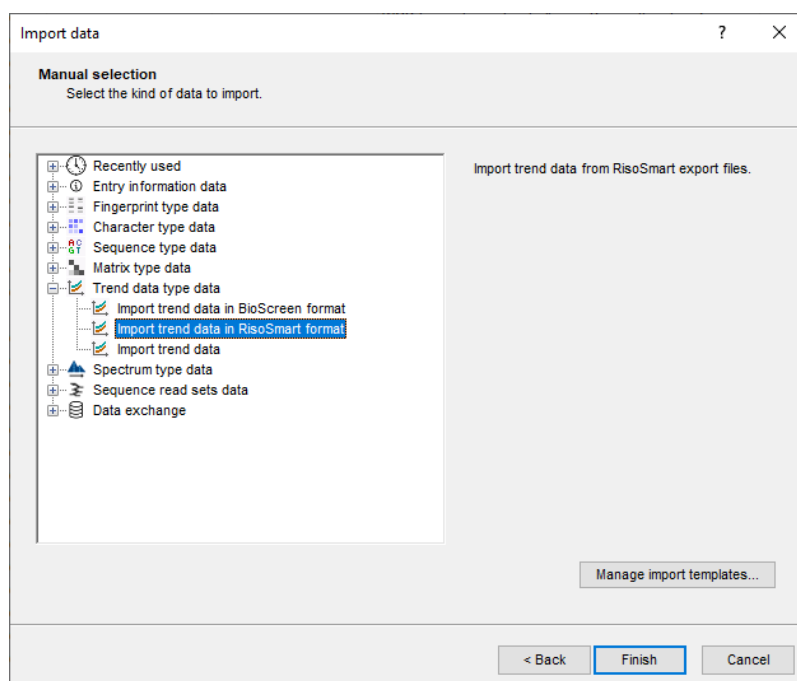 Import data
Manual selection
Select the kind of data to import.
Recently used
Entry information data
Fingerprint type data
Character type data
Sequence type data
Matrix type data
Trend data type data
Import trend data in BioScreen format
Import trend data in RisoSmart format
Import trend data
Spectrum type data
Sequence read sets data
Data exchange
Import trend data from RisoSmart export files.
Manage import templates...
< Back
Finish
Cancel